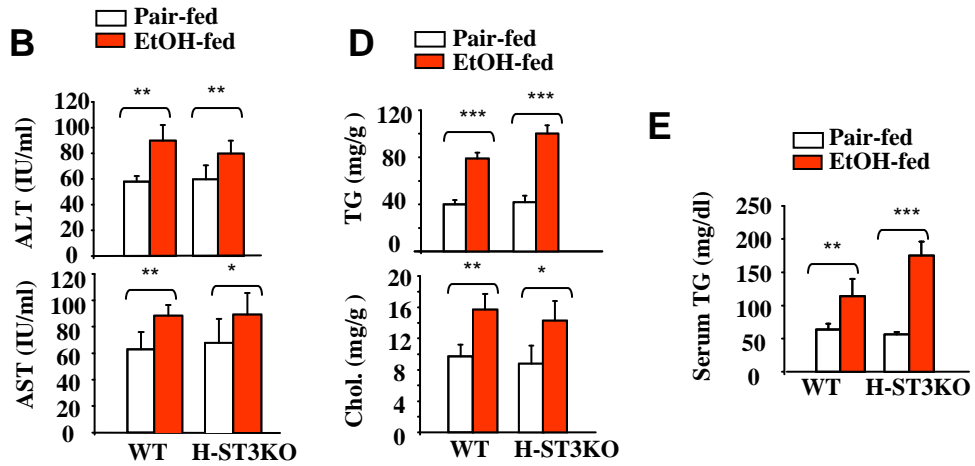 B
Pair-fed
EtOH-fed
** **
ALT (IU/ml)
120
100
80
60
40
20
0
** *
AST (IU/ml)
120
100
80
60
40
20
0
WT H-ST3KO
D
Pair-fed
EtOH-fed
*** ***
TG (mg/g)
120
80
40
0
** *
Chol. (mg/g)
20
16
12
8
4
0
WT H-ST3KO
E
Pair-fed
EtOH-fed
** ***
Serum TG (mg/dl)
250
200
150
100
50
0
WT H-ST3KO